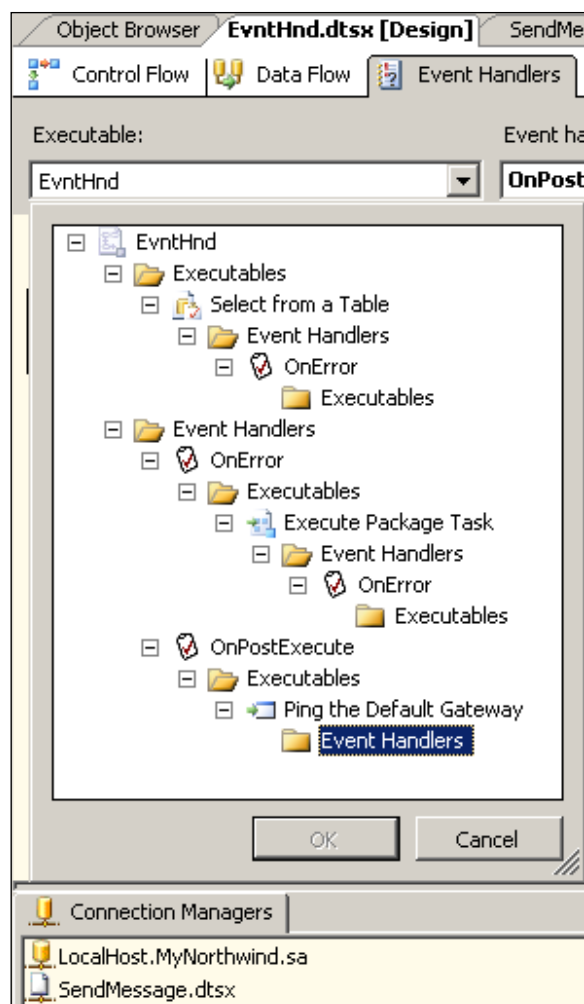 Object Browser EvntHnd.dtsx [Design] SendMe
Control Flow Data Flow Event Handlers
Executable: Event ha
EvntHnd OnPost
EvntHnd
Executables
Select from a Table
Event Handlers
OnError
Executables
Event Handlers
OnError
Executables
Execute Package Task
Event Handlers
OnError
Executables
OnPostExecute
Executables
Ping the Default Gateway
Event Handlers
OK Cancel
Connection Managers
LocalHost.MyNorthwind.sa
SendMessage.dtsx